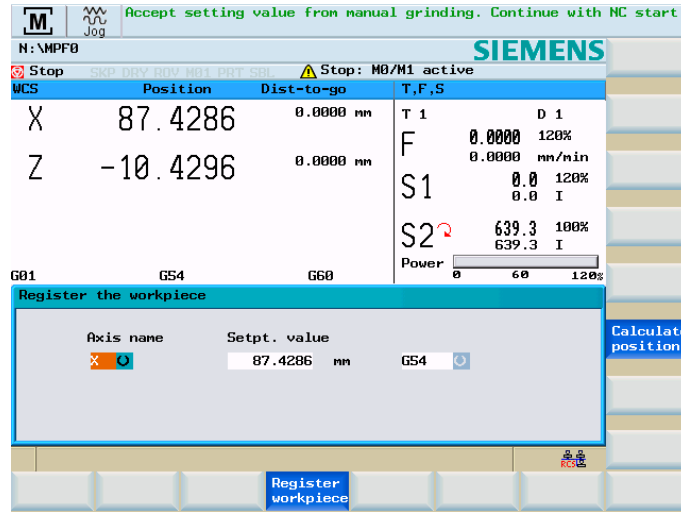 M
Jog
Accept setting value from manual grinding. Continue with NC start
N:\MPF0
SIEMENS
Stop
SKP DRY ROV M01 PRT SBL
Stop: M0/M1 active
WCS Position Dist-to-go T,F,S
X 87.4286 0.0000 mm
T 1 D 1
F 0.0000 120%
0.0000 mm/min
Z -10.4296 0.0000 mm
S1 0.0 120%
0.0 I
S2 639.3 100%
639.3 I
Power
0 60 120%
G01 G54 G60
Register the workpiece
Axis name Setpt. value
X 87.4286 mm G54
Calculate
position
RCS
Register
workpiece